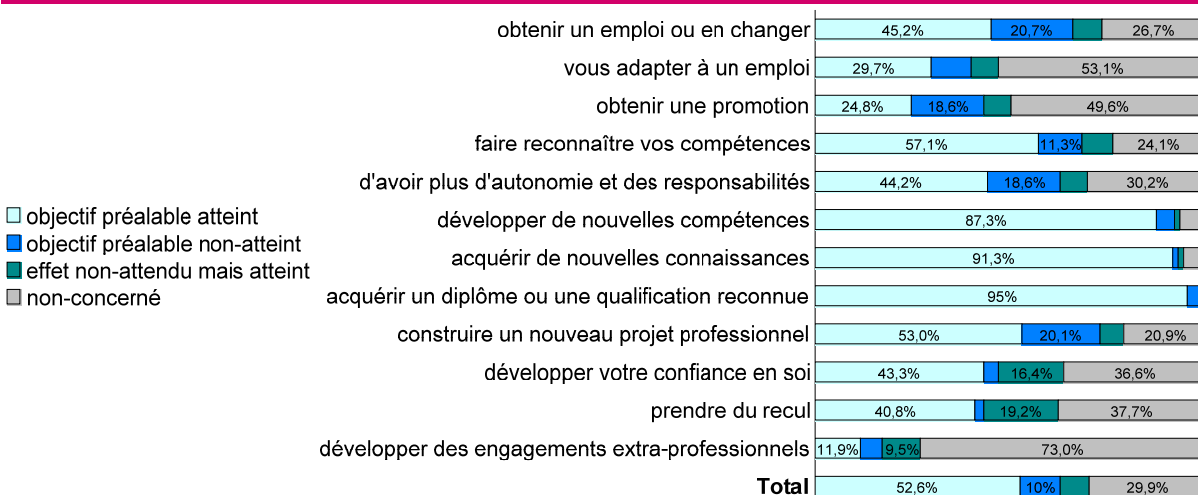 obtenir un emploi ou en changer 45,2% 20,7% 26,7%
vous adapter à un emploi 29,7% 53,1%
obtenir une promotion 24,8% 18,6% 49,6%
faire reconnaître vos compétences 57,1% 11,3% 24,1%
d'avoir plus d'autonomie et des responsabilités 44,2% 18,6% 30,2%
développer de nouvelles compétences 87,3%
acquérir de nouvelles connaissances 91,3%
acquérir un diplôme ou une qualification reconnue 95%
construire un nouveau projet professionnel 53,0% 20,1% 20,9%
développer votre confiance en soi 43,3% 16,4% 36,6%
prendre du recul 40,8% 19,2% 37,7%
développer des engagements extra-professionnels 11,9% 9,5% 73,0%
Total 52,6% 10% 29,9%
objectif préalable atteint
objectif préalable non-atteint
effet non-attendu mais atteint
non-concerné